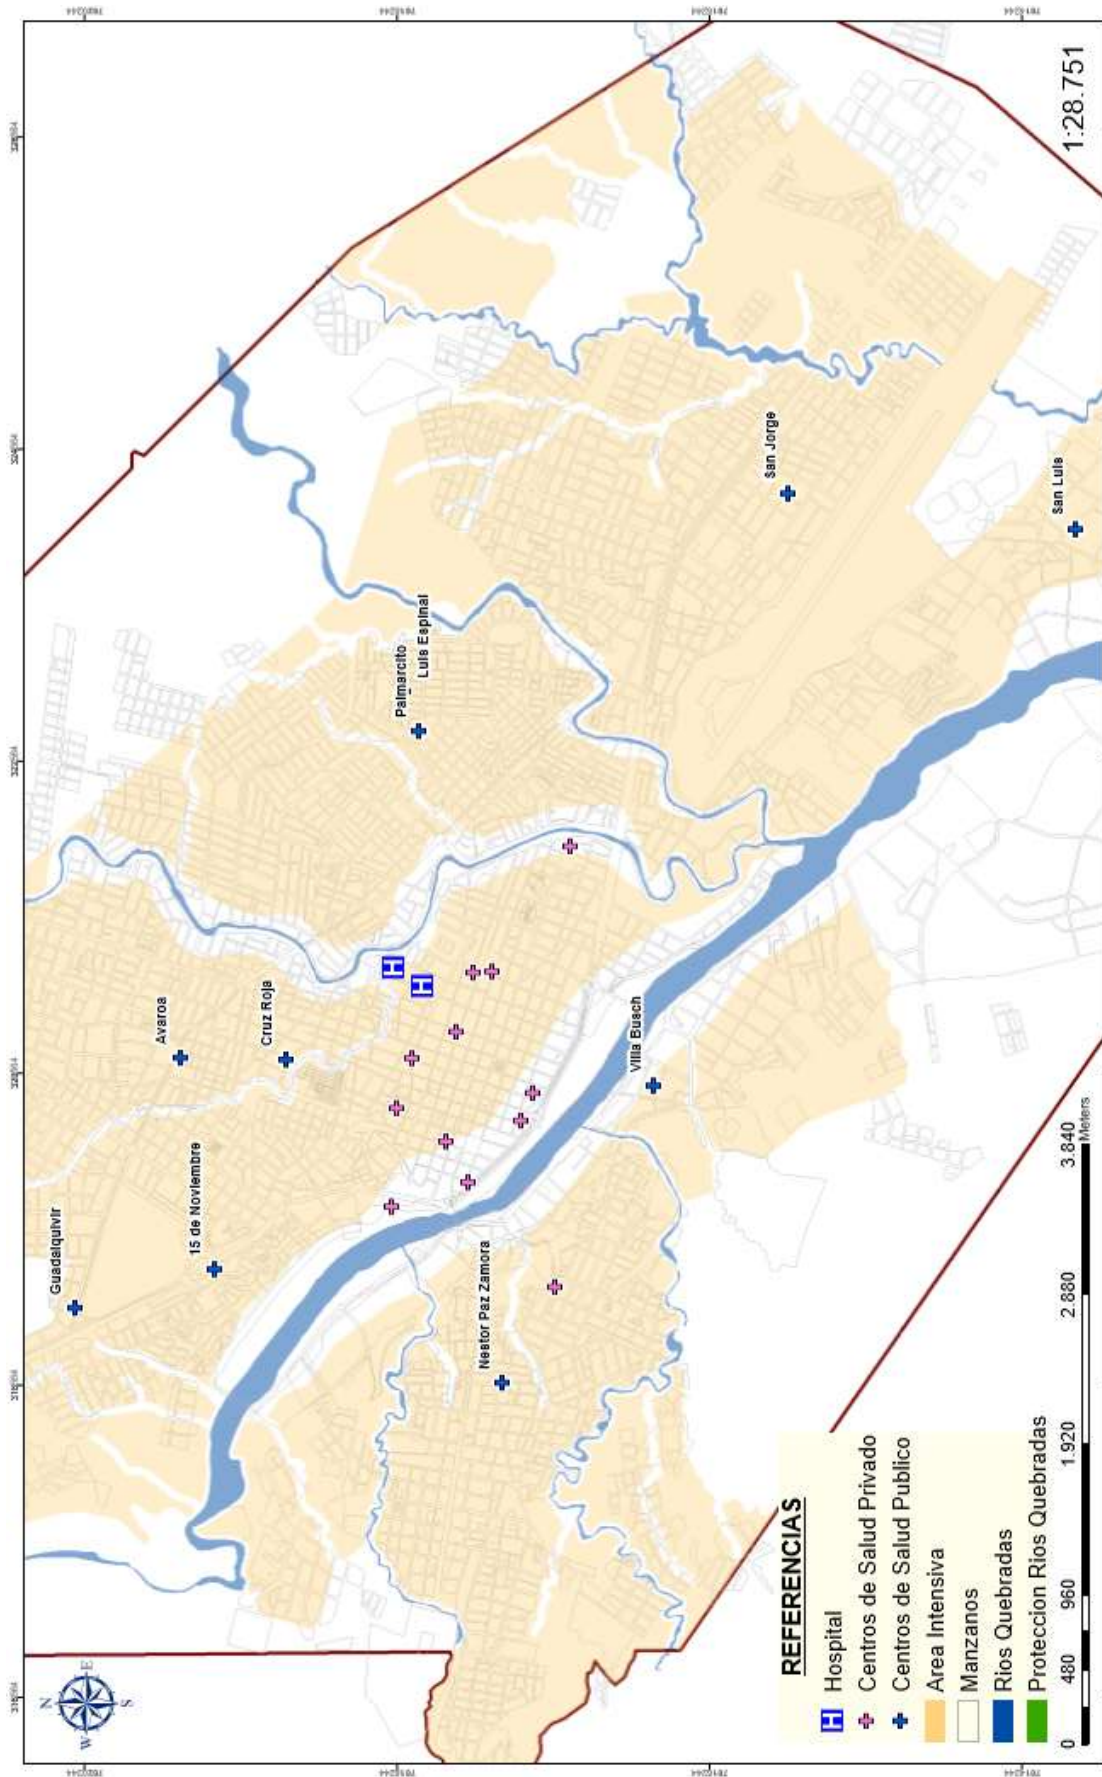 Guadalquivir
15 de Noviembre
Avaroa
Cruz Roja
Palmarcito
Luis Espinal
San Jorge
San Luis
Nestor Paz Zamora
Villa Busch
N
W
E
S
REFERENCIAS
Hospital
Centros de Salud Privado
Centros de Salud Publico
Area Intensiva
Manzanos
Rios Quebradas
Proteccion Rios Quebradas
H
H
H
0 480 960 1.920 2.880 3.840
Meters
1:28.751